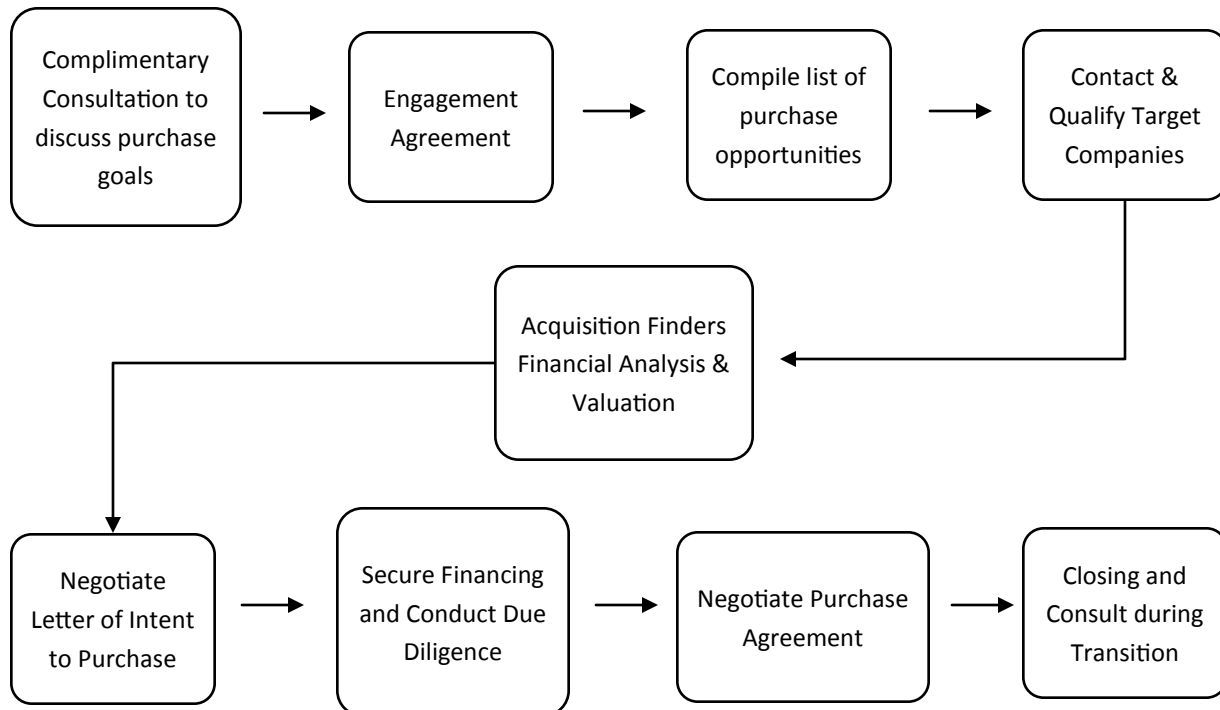 Complimentary
Consultation to
discuss purchase
goals
Engagement
Agreement
Compile list of
purchase
opportunities
Contact &
Qualify Target
Companies
Acquisition Finders
Financial Analysis &
Valuation
Negotiate
Letter of Intent
to Purchase
Secure Financing
and Conduct Due
Diligence
Negotiate Purchase
Agreement
Closing and
Consult during
Transition